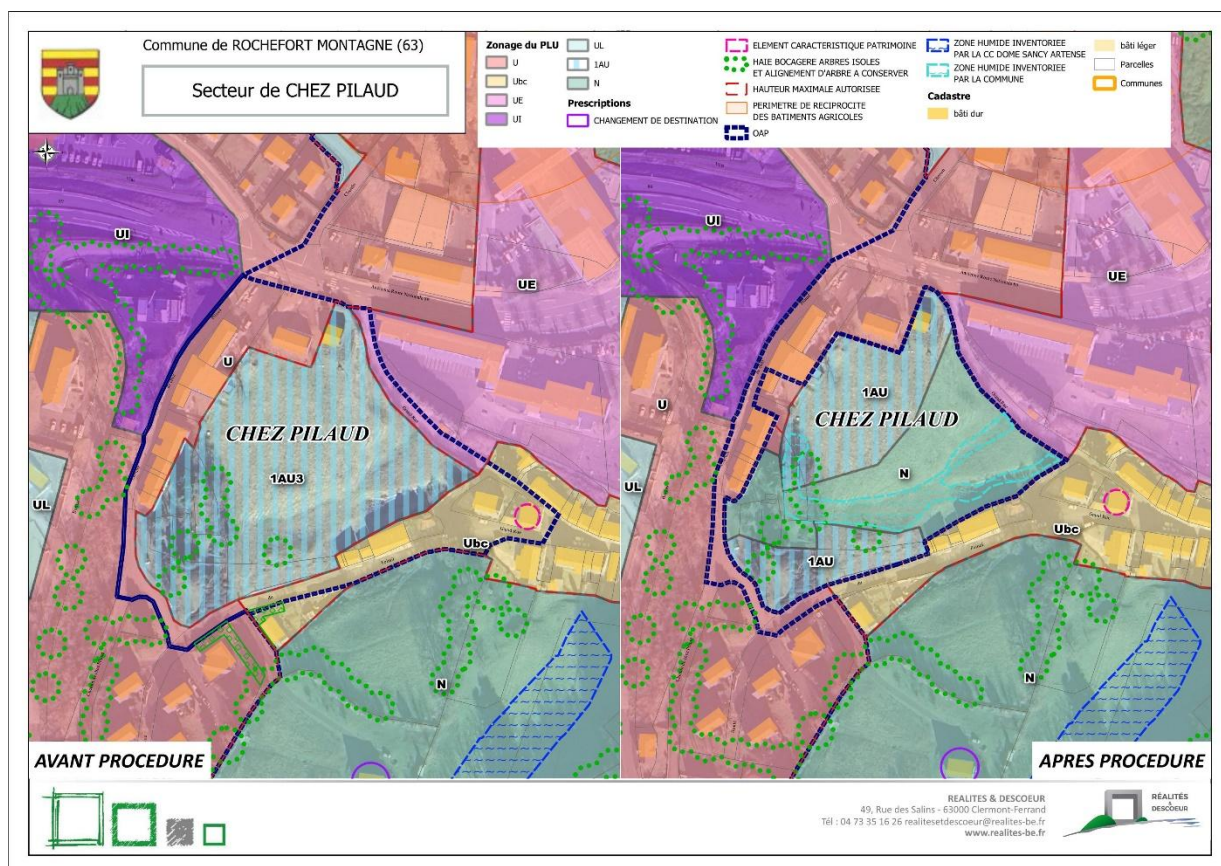 Commune de ROCHEFORT MONTAGNE (63)
Secteur de CHEZ PILAUD
Zonage du PLU
U
Ubc
UE
UI
UL
1AU
N
Prescriptions
CHANGEMENT DE DESTINATION
ELEMENT CARACTERISTIQUE PATRIMOINE
HAIE BOCAGERE ARBRES ISOLES
ET ALIGNEMENT D'ARBRE A CONSERVER
HAUTEUR MAXIMALE AUTORISEE
PERIMETRE DE RECIPROCITE
DES BATIMENTS AGRICOLES
OAP
ZONE HUMIDE INVENTORIEE
PAR LA CC DOME SANCY ARTENSE
ZONE HUMIDE INVENTORIEE
PAR LA COMMUNE
Cadastre
bâti dur
bâti léger
Parcelles
Communes
UI
UE
U
CHEZ PILAUD
1AU3
UL
Ubc
N
AVANT PROCEDURE
UI
UE
U
1AU
CHEZ PILAUD
N
UL
Ubc
1AU
N
APRES PROCEDURE
REALITES & DESCOEUR
49, Rue des Salins - 63000 Clermont-Ferrand
Tél : 04 73 35 16 26 realitesetdescoeur@realites-be.fr
www.realites-be.fr
RÉALITÉS
&
DESCOEUR